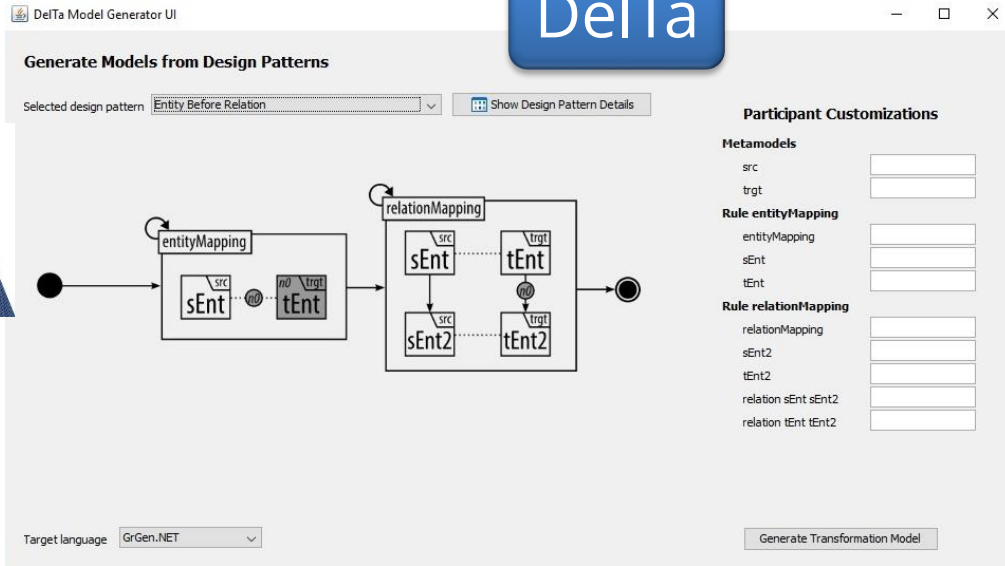 DelTa Model Generator UI
DelTa
Generate Models from Design Patterns
Selected design pattern Entity Before Relation Show Design Pattern Details
Participant Customizations
Metamodels
src
trgt
Rule entityMapping
entityMapping
sEnt
tEnt
Rule relationMapping
relationMapping
sEnt2
tEnt2
relation sEnt sEnt2
relation tEnt tEnt2
entityMapping
src
sEnt
n0
n0 trgt
tEnt
relationMapping
src
sEnt
trgt
tEnt
n0
src
sEnt2
trgt
tEnt2
Target language GrGen.NET
Generate Transformation Model